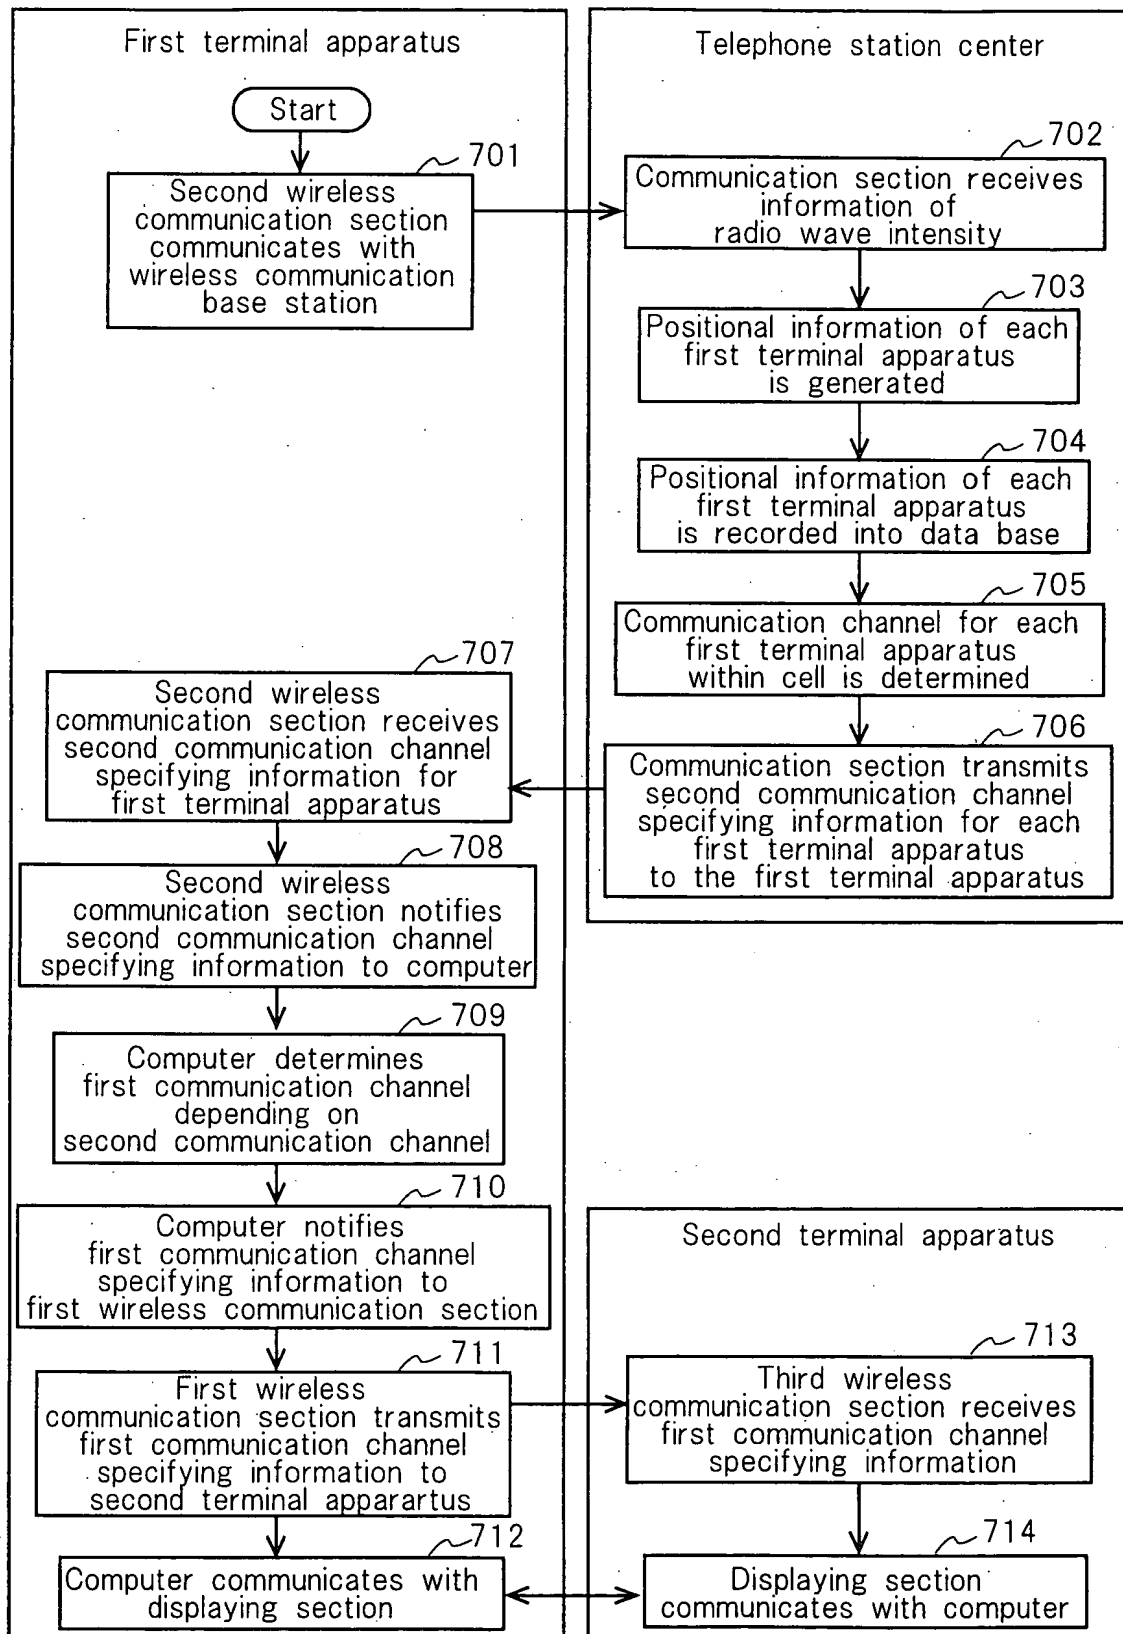 First terminal apparatus
Start
701
Second wireless
communication section
communicates with
wireless communication
base station
Telephone station center
702
Communication section receives
information of
radio wave intensity
703
Positional information of each
first terminal apparatus
is generated
704
Positional information of each
first terminal apparatus
is recorded into data base
705
Communication channel for each
first terminal apparatus
within cell is determined
706
Communication section transmits
second communication channel
specifying information for each
first terminal apparatus
to the first terminal apparatus
707
Second wireless
communication section receives
second communication channel
specifying information for
first terminal apparatus
708
Second wireless
communication section notifies
second communication channel
specifying information to computer
709
Computer determines
first communication channel
depending on
second communication channel
710
Computer notifies
first communication channel
specifying information to
first wireless communication section
711
First wireless
communication section transmits
first communication channel
specifying information to
second terminal apparartus
712
Computer communicates with
displaying section
Second terminal apparatus
713
Third wireless
communication section receives
first communication channel
specifying information
714
Displaying section
communicates with computer